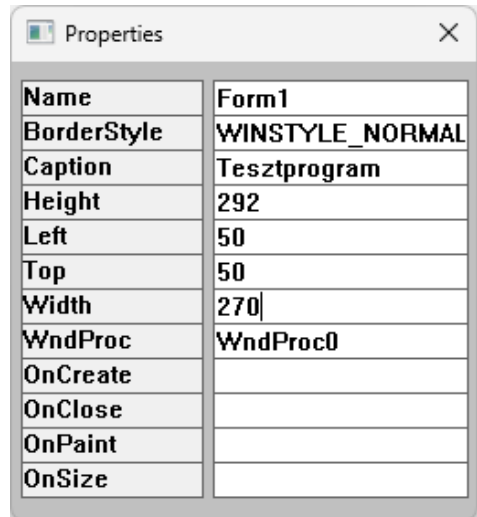 Properties
Name Form1
BorderStyle WINSTYLE_NORMAL
Caption Tesztprogram
Height 292
Left 50
Top 50
Width 270
WndProc WndProc0
OnCreate
OnClose
OnPaint
OnSize